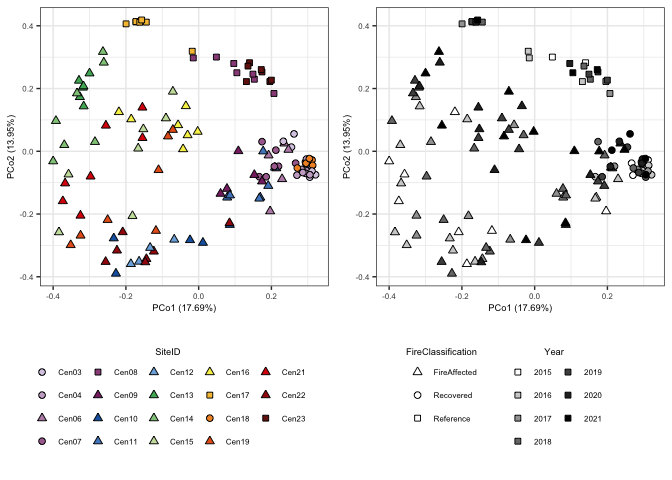 0.4
0.2
0.0
-0.2
-0.4
PCo2 (13.95%)
-0.4 -0.2 0.0 0.2
PCo1 (17.69%)
0.4
0.2
0.0
-0.2
-0.4
PCo2 (13.95%)
-0.4 -0.2 0.0 0.2
PCo1 (17.69%)
SiteID
Cen03 Cen08 Cen12 Cen16 Cen21
Cen04 Cen09 Cen13 Cen17 Cen22
Cen06 Cen10 Cen14 Cen18 Cen23
Cen07 Cen11 Cen15 Cen19
FireClassification
FireAffected
Recovered
Reference
Year
2015 2019
2016 2020
2017 2021
2018